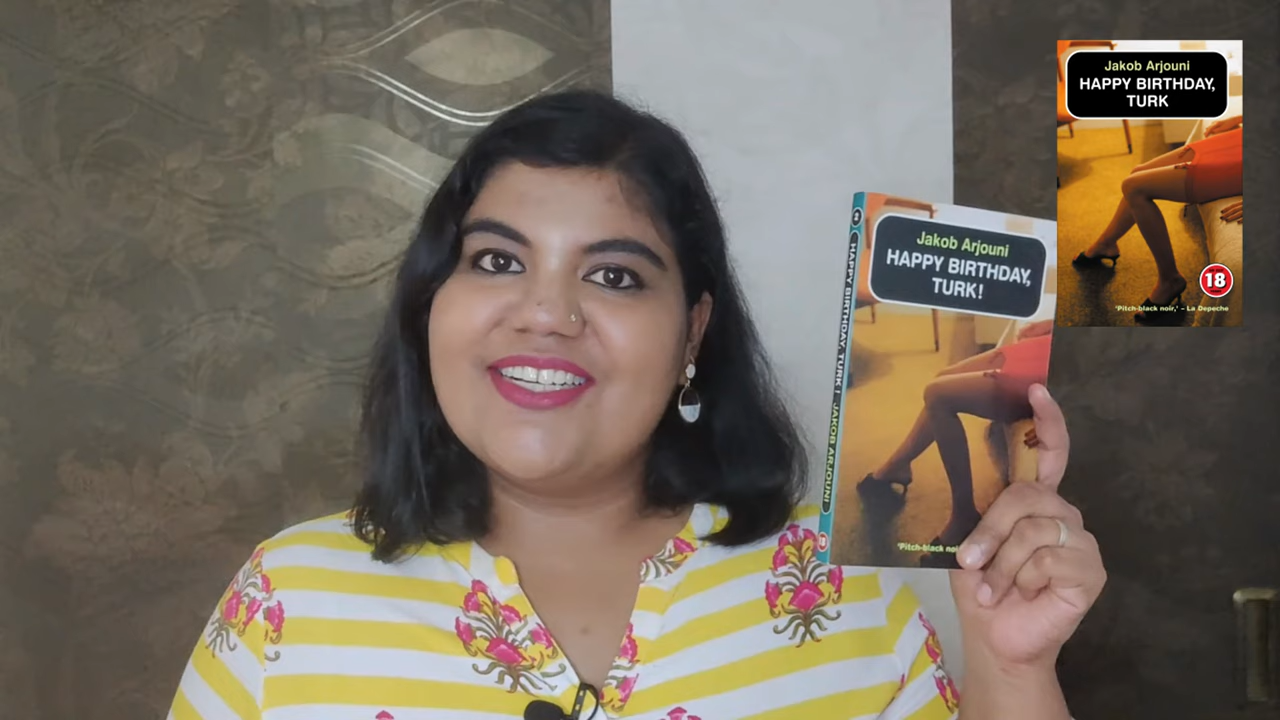 Jakob Arjouni
HAPPY BIRTHDAY,
TURK!
HAPPY BIRTHDAY, TURK ! JAKOB ARJOUNI
'Pitch-black noi
Jakob Arjouni
HAPPY BIRTHDAY,
TURK
18
'Pitch-black noir,' – La Depeche